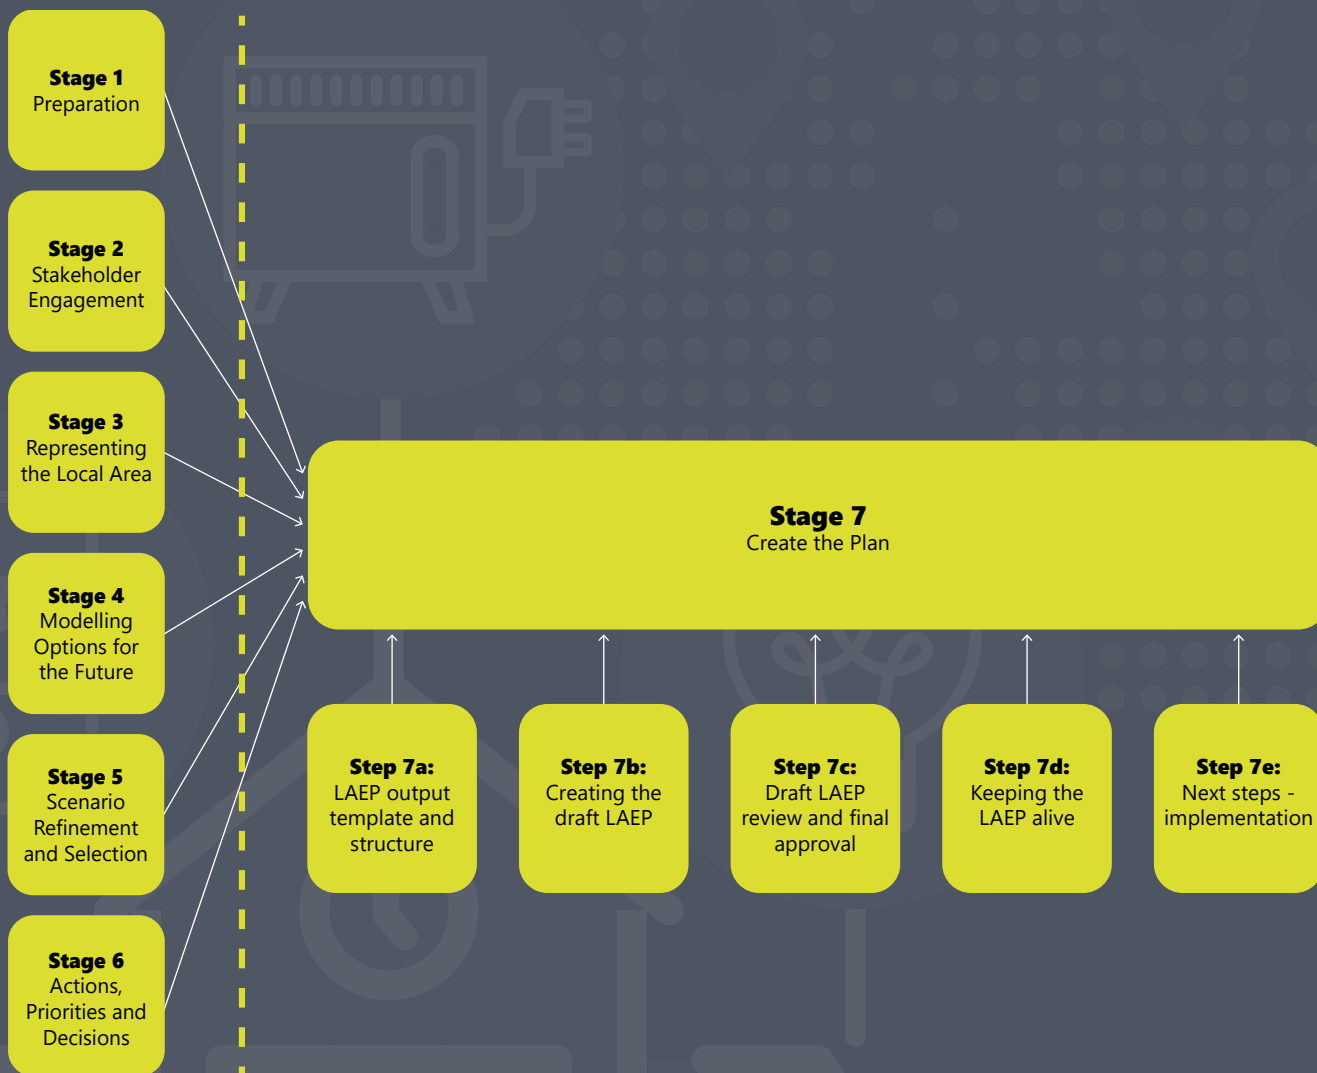 Stage 1
Preparation
Stage 2
Stakeholder
Engagement
Stage 3
Representing
the Local Area
Stage 4
Modelling
Options for
the Future
Stage 5
Scenario
Refinement
and Selection
Stage 6
Actions,
Priorities and
Decisions
Stage 7
Create the Plan
Step 7a:
LAEP output
template and
structure
Step 7b:
Creating the
draft LAEP
Step 7c:
Draft LAEP
review and final
approval
Step 7d:
Keeping the
LAEP alive
Step 7e:
Next steps -
implementation